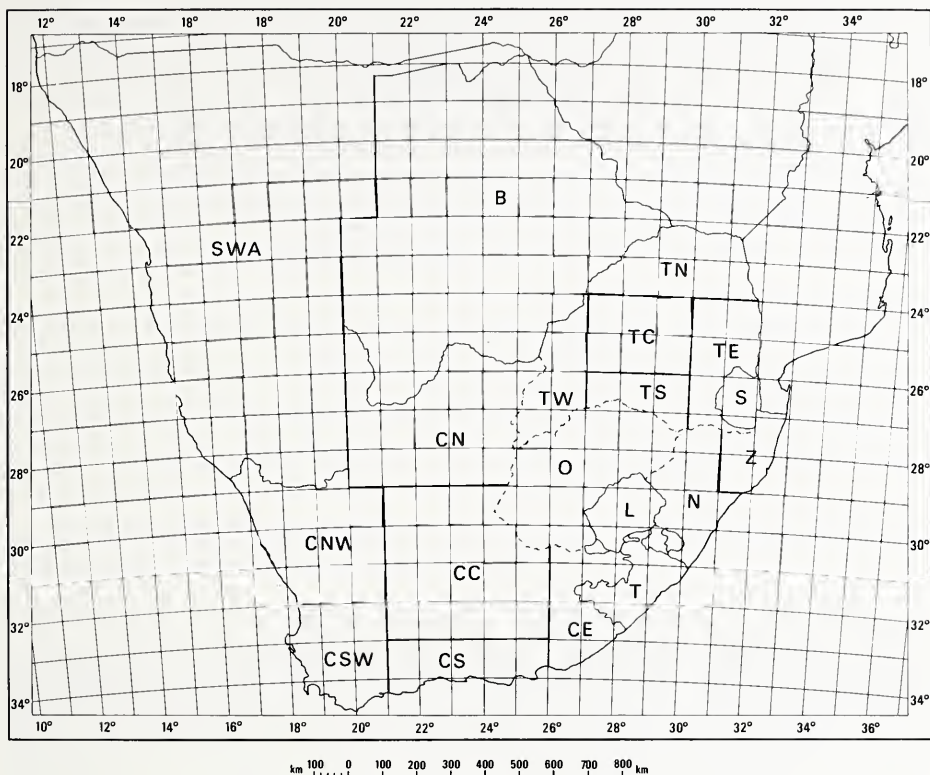 12° 14° 16° 18° 20° 22° 24° 26° 28° 30° 32° 34°
18° 18°
20° 20°
B
22° SWA 22°
TN
24° 24°
TC
TE
26° TW TS S 26°
CN
28° O Z 28°
L N
30° CNW 30°
CC
T
32° CE 32°
CSW CS
34° 34°
10° 12° 14° 16° 18° 20° 22° 24° 26° 28° 30° 32° 34° 36°
km 100 0 100 200 300 400 500 600 700 800